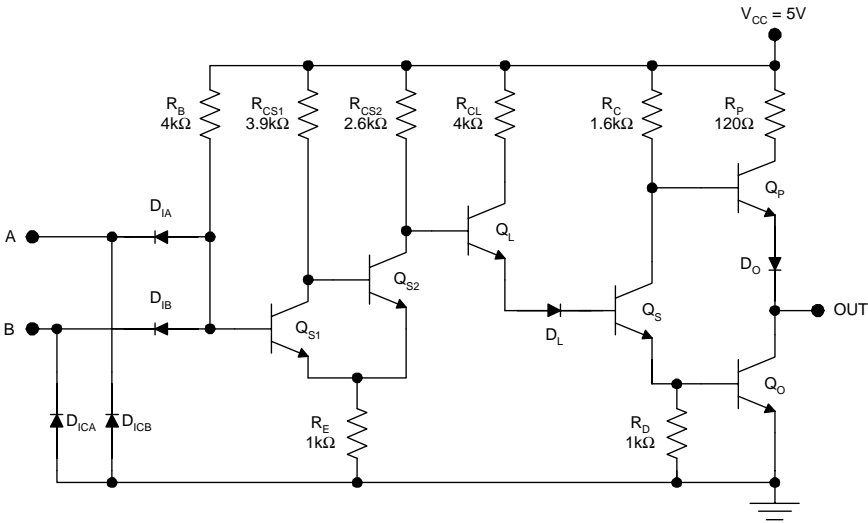 V_CC = 5V
R_B
4kΩ
R_CS1
3.9kΩ
R_CS2
2.6kΩ
R_CL
4kΩ
R_C
1.6kΩ
R_P
120Ω
Q_P
D_IA
A
Q_L
D_O
Q_S2
D_IB
B
Q_S1
D_L
Q_S
OUT
Q_O
D_ICA
D_ICB
R_E
1kΩ
R_D
1kΩ